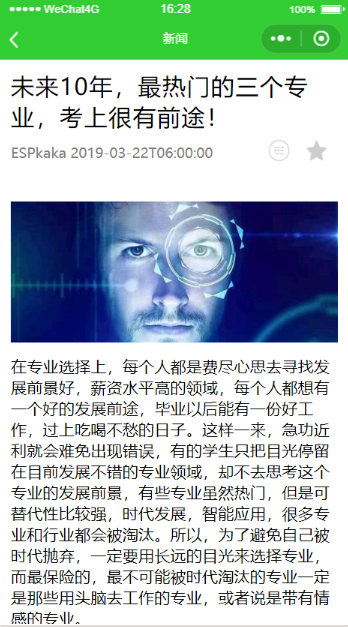 WeChat4G
16:28
100%
新闻
未来10年，最热门的三个专
业，考上很有前途！
ESPkaka 2019-03-22T06:00:00
在专业选择上，每个人都是费尽心思去寻找发
展前景好，薪资水平高的领域，每个人都想有
一个好的发展前途，毕业以后能有一份好工
作，过上吃喝不愁的日子。这样一来，急功近
利就会难免出现错误，有的学生只把目光停留
在目前发展不错的专业领域，却不去思考这个
专业的发展前景，有些专业虽然热门，但是可
替代性比较强，时代发展，智能应用，很多专
业和行业都会被淘汰。所以，为了避免自己被
时代抛弃，一定要用长远的目光来选择专业，
而最保险的，最不可能被时代淘汰的专业一定
是那些用头脑去工作的专业，或者说是带有情
感的专业。